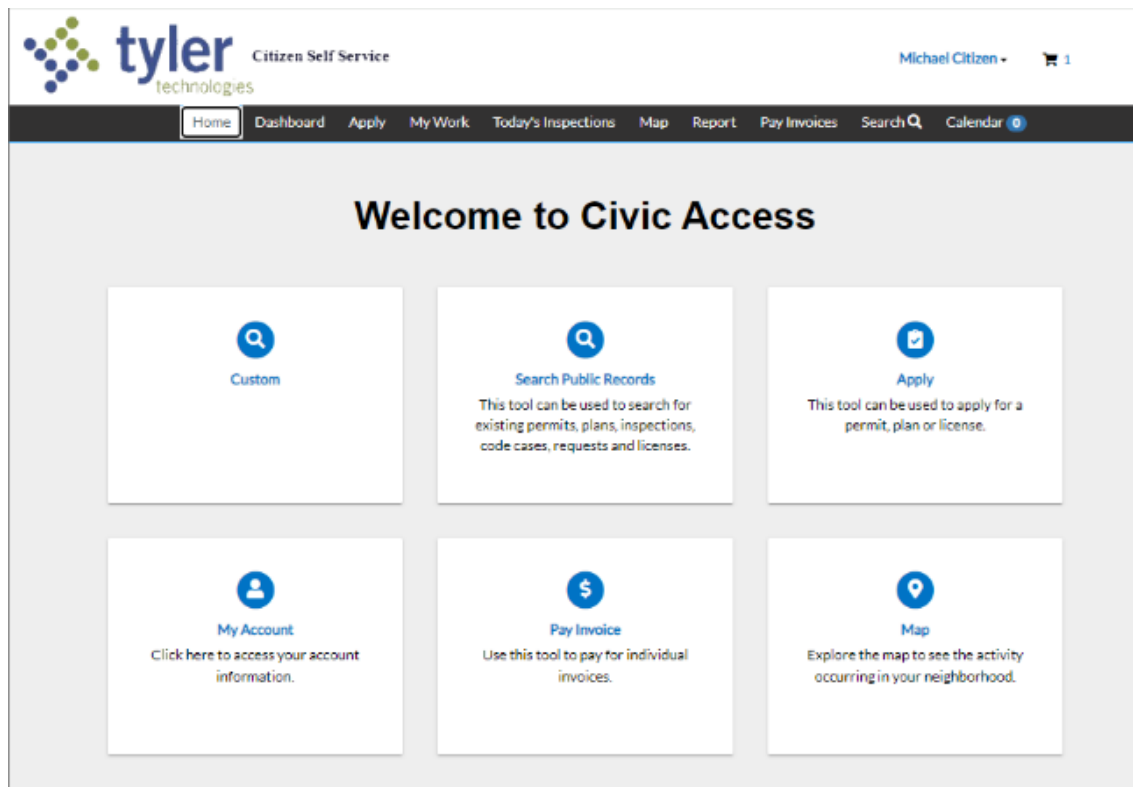 tyler
technologies
Citizen Self Service
Michael Citizen
1
Home Dashboard Apply My Work Today's Inspections Map Report Pay Invoices Search Calendar 0
Welcome to Civic Access
Custom
Search Public Records
This tool can be used to search for
existing permits, plans, inspections,
code cases, requests and licenses.
Apply
This tool can be used to apply for a
permit, plan or license.
My Account
Click here to access your account
information.
Pay Invoice
Use this tool to pay for individual
invoices.
Map
Explore the map to see the activity
occurring in your neighborhood.